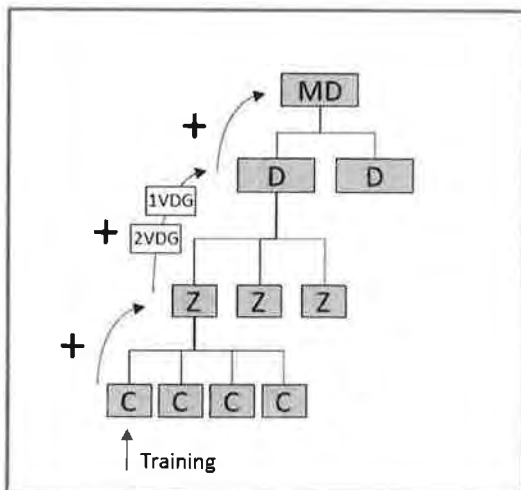 MD
+
D D
1VDG
2VDG
+
Z Z Z
+
C C C C
Training